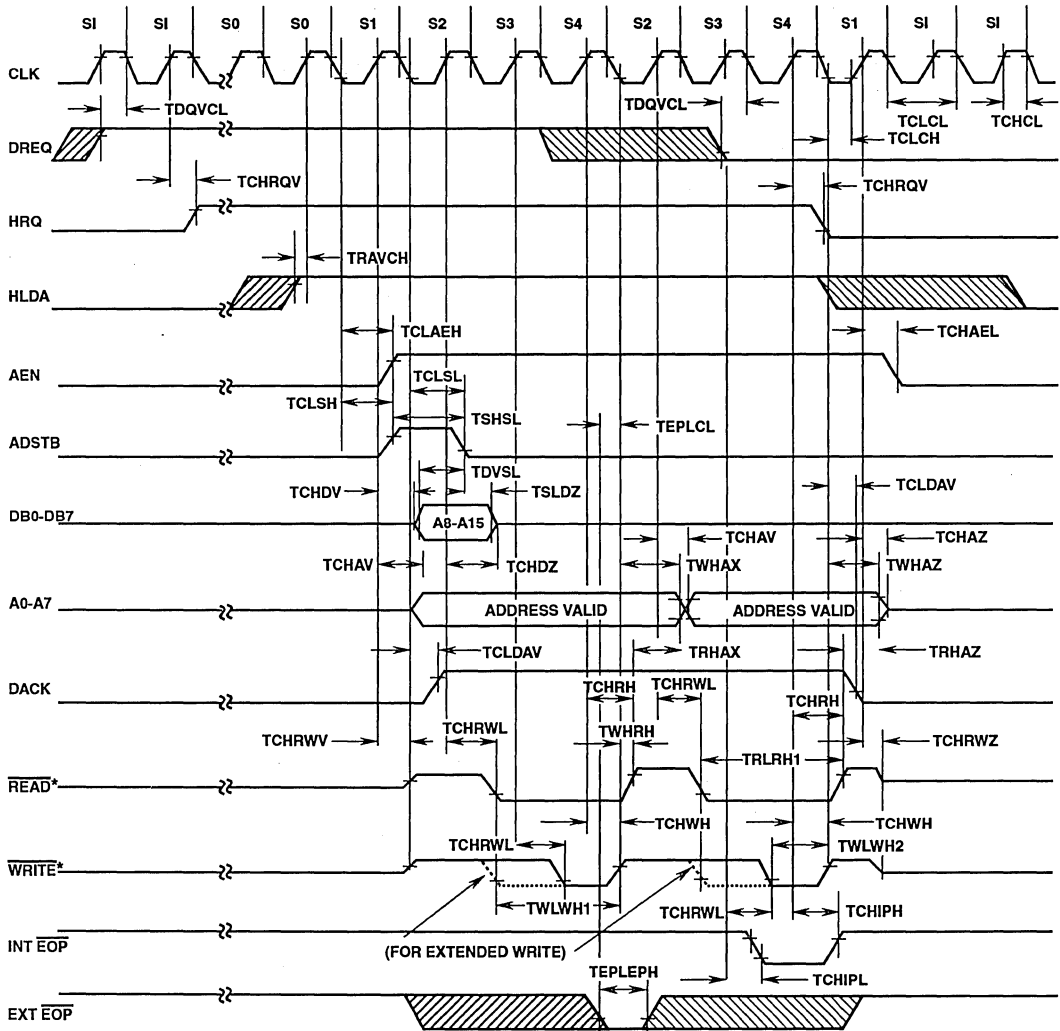 SI SI S0 S0 S1 S2 S3 S4 S2 S3 S4 S1 SI SI
CLK
TDQVCL TDQVCL TCLCL TCHCL
TCLCH
DREQ
TCHRQV TCHRQV
HRQ
TRAVCH
HLDA
TCLAEH TCHAEL
AEN
TCLSL
TCLSH TSHSL TEPLCL
ADSTB
TDVSL
TCHDV TSLDZ TCLDAV
DB0-DB7 A8-A15
TCHAV TCHAZ
TCHAV TCHDZ TWHAX TWHAZ
A0-A7 ADDRESS VALID ADDRESS VALID
TCLDAV TRHAX TRHAZ
DACK
TCHRH TCHRWL TCHRH
TCHRWV TCHRWL TWHRH TCHRWZ
TRLRH1
READ*
TCHWH TCHWH
TCHRWL TWLWH2
WRITE*
TWLWH1 TCHRWL TCHIPH
INT EOP (FOR EXTENDED WRITE)
TEPLEPH TCHIPL
EXT EOP